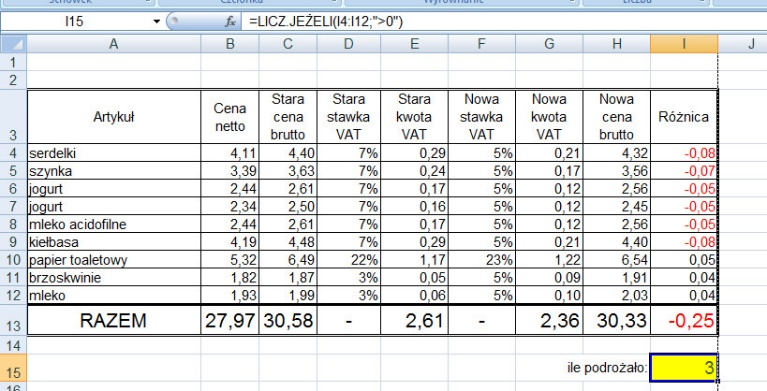 Schowek Czcionka Wyrównanie Liczba
I15 fx =LICZ.JEŻELI(I4:I12;">0")
A B C D E F G H I J
1
2
3 Artykuł Cena netto Stara cena brutto Stara stawka VAT Stara kwota VAT Nowa stawka VAT Nowa kwota VAT Nowa cena brutto Różnica
4 serdelki 4,11 4,40 7% 0,29 5% 0,21 4,32 -0,08
5 szynka 3,39 3,63 7% 0,24 5% 0,17 3,56 -0,07
6 jogurt 2,44 2,61 7% 0,17 5% 0,12 2,56 -0,05
7 jogurt 2,34 2,50 7% 0,16 5% 0,12 2,45 -0,05
8 mleko acidofilne 2,44 2,61 7% 0,17 5% 0,12 2,56 -0,05
9 kiełbasa 4,19 4,48 7% 0,29 5% 0,21 4,40 -0,08
10 papier toaletowy 5,32 6,49 22% 1,17 23% 1,22 6,54 0,05
11 brzoskwinie 1,82 1,87 3% 0,05 5% 0,09 1,91 0,04
12 mleko 1,93 1,99 3% 0,06 5% 0,10 2,03 0,04
13 RAZEM 27,97 30,58 - 2,61 - 2,36 30,33 -0,25
14
15 ile podrożało: 3
16